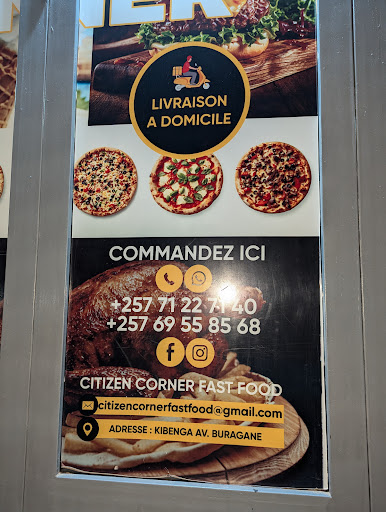 NER
LIVRAISON
A DOMICILE
COMMANDEZ ICI
+257 71 22 71 40
+257 69 55 85 68
CITIZEN CORNER FAST FOOD
citizencornerfastfood@gmail.com
ADRESSE : KIBENGA AV. BURAGANE